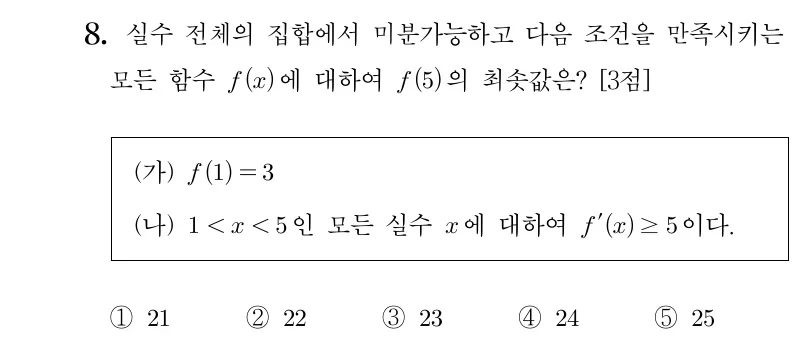 8. 실수 전체의 집합에서 미분가능하고 다음 조건을 만족시키는
모든 함수 f(x)에 대하여 f(5)의 최솟값은? [3점]
(가) f(1)=3
(나) 1<x<5인 모든 실수 x에 대하여 f′(x)≥5이다.
① 21 ② 22 ③ 23 ④ 24 ⑤ 25